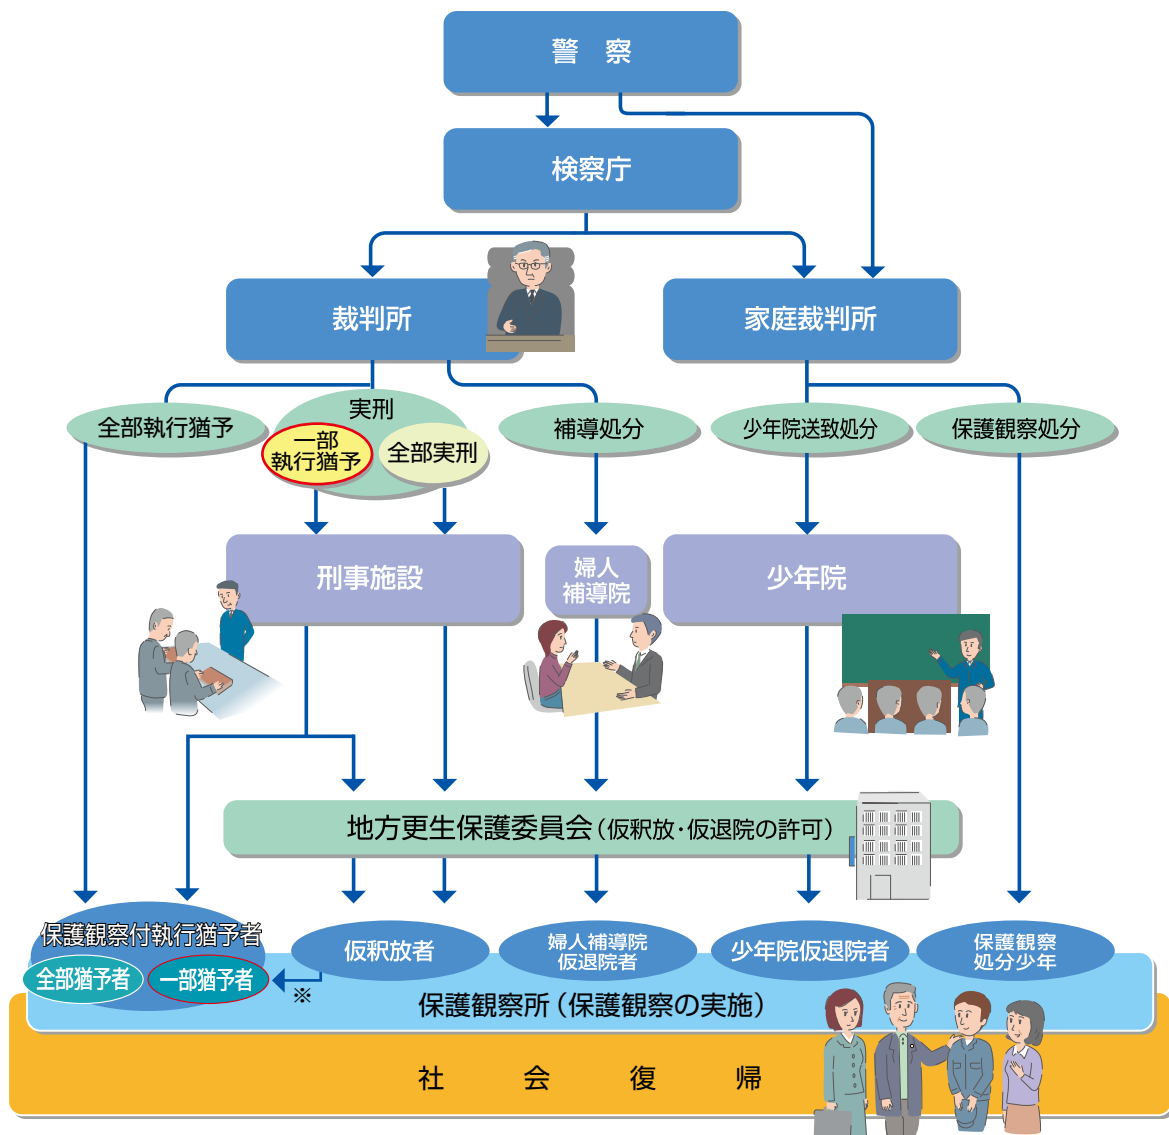 警　察
検察庁
裁判所
家庭裁判所
全部執行猶予
実刑
一部
執行猶予
全部実刑
補導処分
少年院送致処分
保護観察処分
刑事施設
婦人
補導院
少年院
地方更生保護委員会（仮釈放・仮退院の許可）
保護観察付執行猶予者
全部猶予者
一部猶予者
※
仮釈放者
婦人補導院
仮退院者
少年院仮退院者
保護観察
処分少年
保護観察所（保護観察の実施）
社　会　復　帰